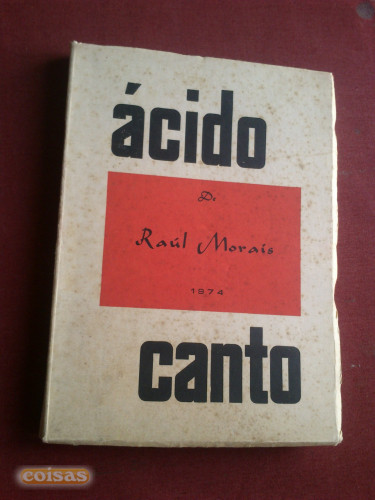 ácido
De
Raúl Morais
1974
canto
coisas